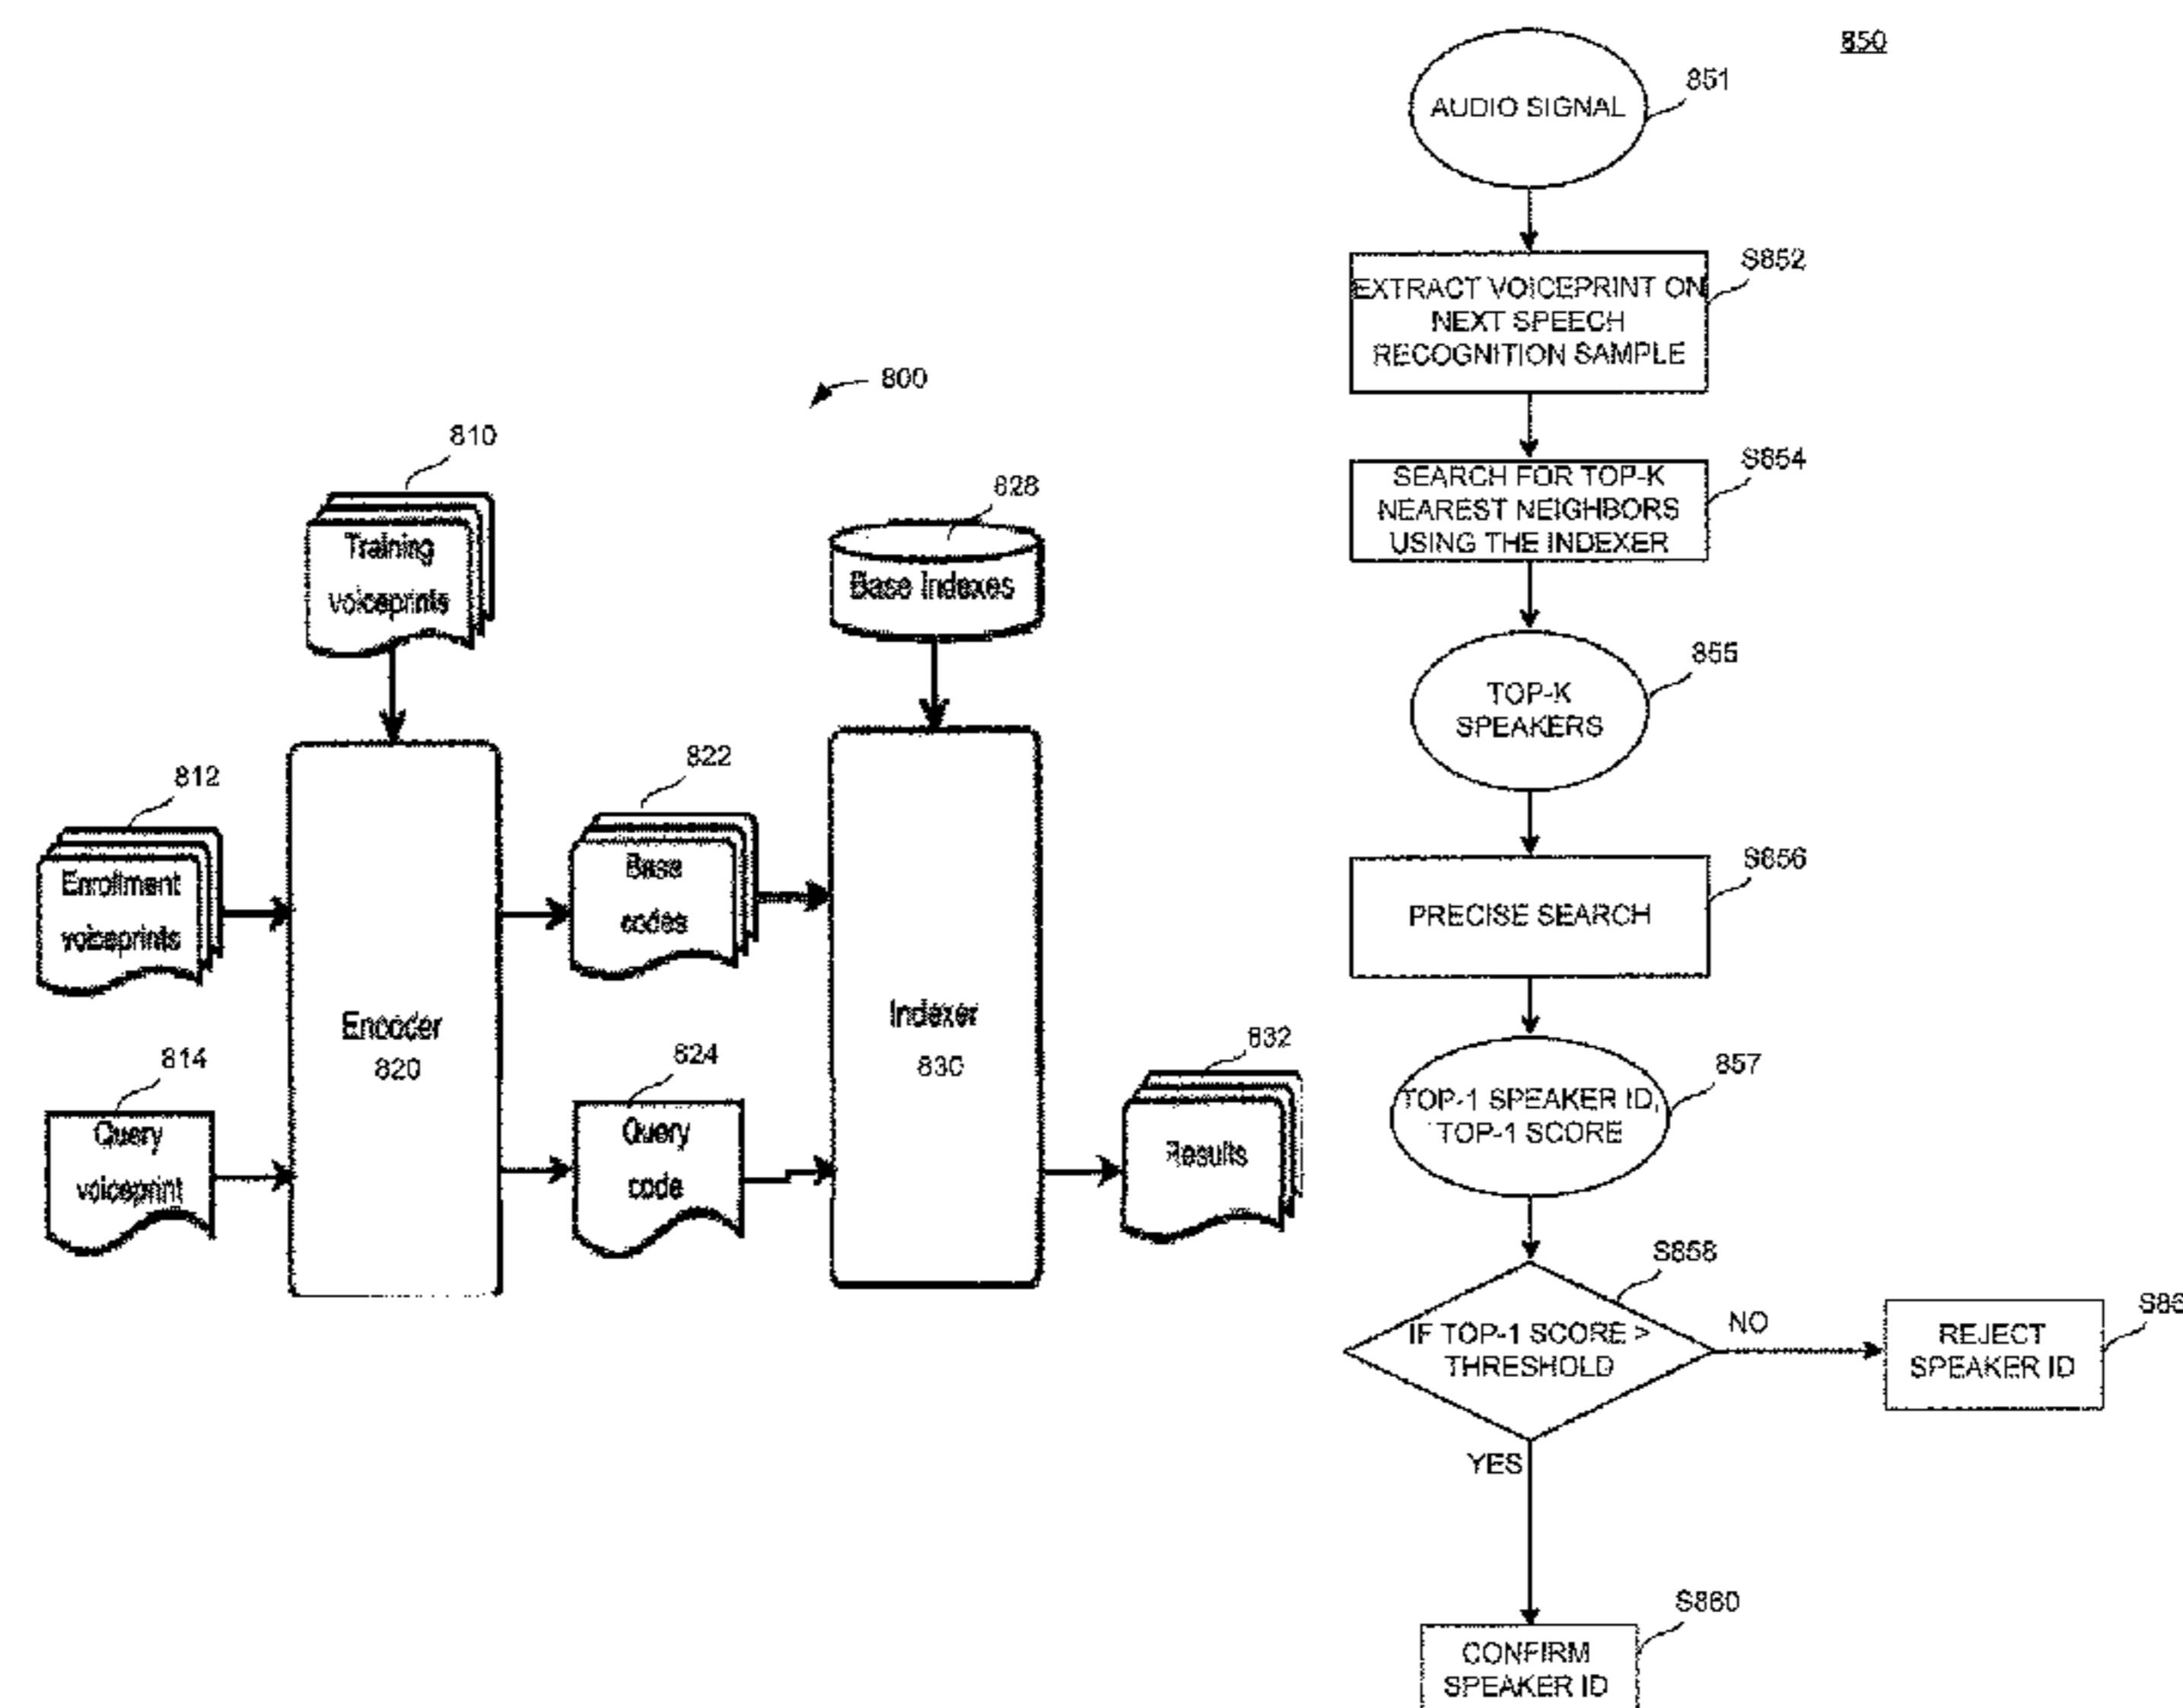 800
810
Training
voiceprints
828
Base Indexes
812
Enrollment
voiceprints
822
Base
codes
Encoder
820
Indexer
830
814
Query
voiceprint
824
Query
code
832
Results
850
851
AUDIO SIGNAL
S852
EXTRACT VOICEPRINT ON
NEXT SPEECH
RECOGNITION SAMPLE
S854
SEARCH FOR TOP-K
NEAREST NEIGHBORS
USING THE INDEXER
855
TOP-K
SPEAKERS
S856
PRECISE SEARCH
857
TOP-1 SPEAKER ID,
TOP-1 SCORE
S858
IF TOP-1 SCORE >
THRESHOLD
NO
REJECT
SPEAKER ID
YES
S860
CONFIRM
SPEAKER ID